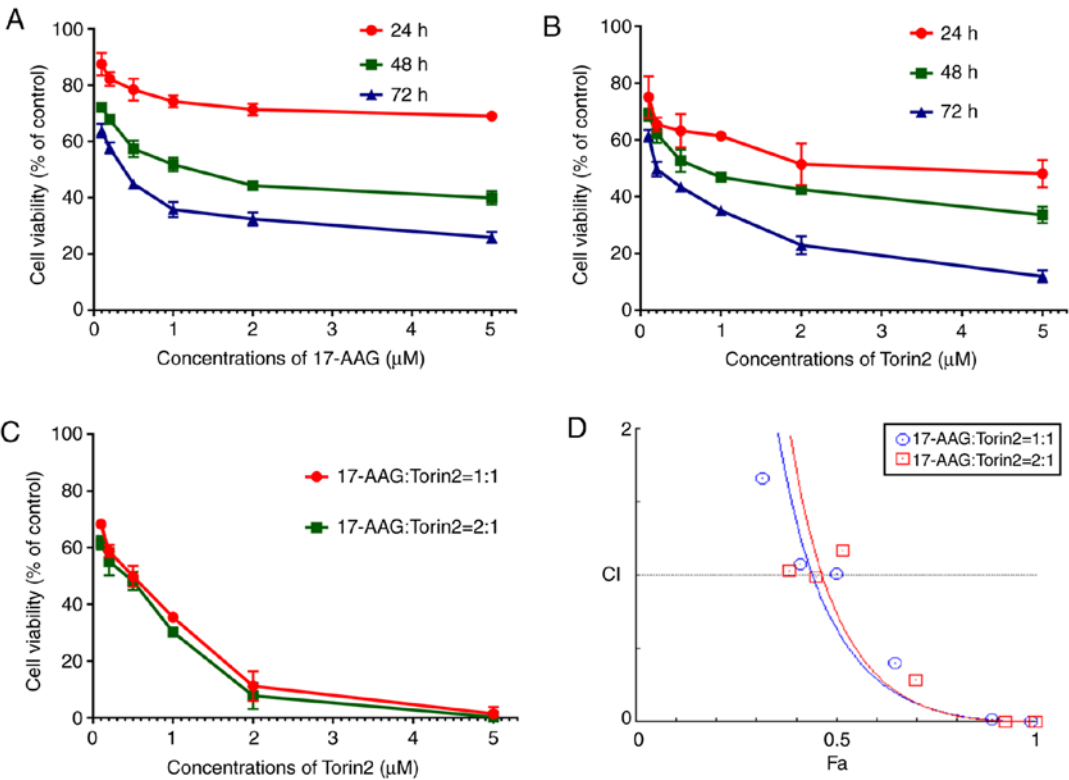 A
Cell viability (% of control)
100
80
60
40
20
0
0
1
2
3
4
5
24 h
48 h
72 h
Concentrations of 17-AAG (μM)
B
Cell viability (% of control)
100
80
60
40
20
0
0
1
2
3
4
5
24 h
48 h
72 h
Concentrations of Torin2 (μM)
C
Cell viability (% of control)
100
80
60
40
20
0
0
1
2
3
4
5
17-AAG:Torin2=1:1
17-AAG:Torin2=2:1
Concentrations of Torin2 (μM)
D
2
CI
0
0
0.5
1
Fa
17-AAG:Torin2=1:1
17-AAG:Torin2=2:1